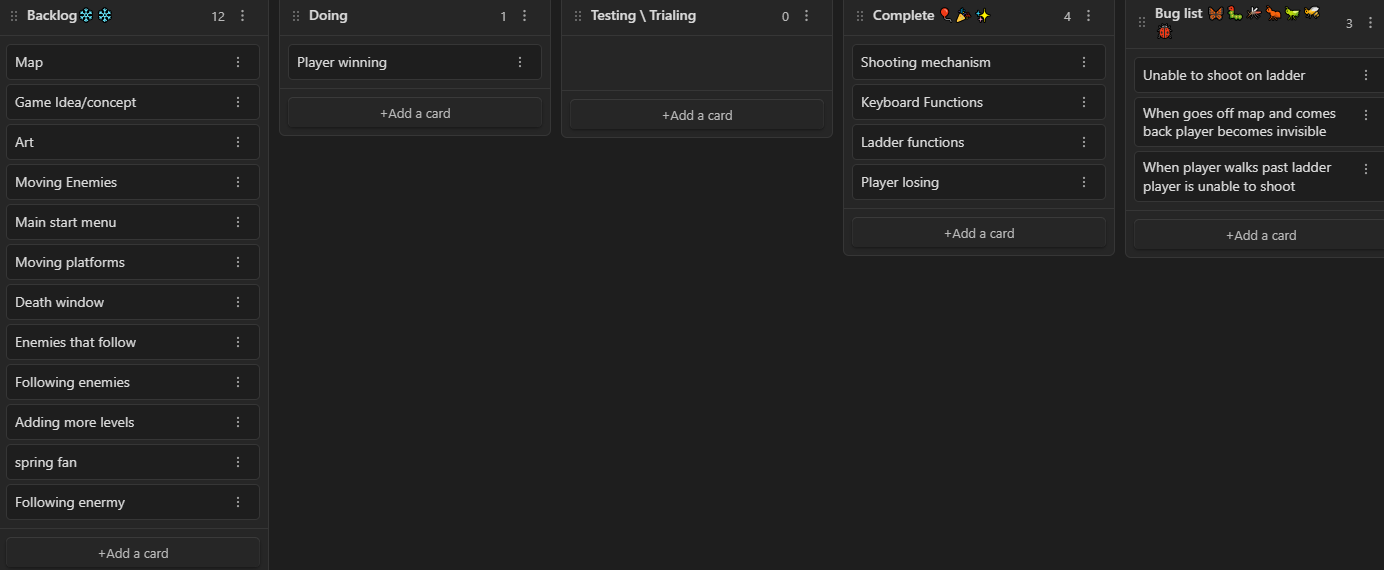 Backlog❄️ ❄️ 12
Map
Game Idea/concept
Art
Moving Enemies
Main start menu
Moving platforms
Death window
Enemies that follow
Following enemies
Adding more levels
spring fan
Following enermy
+Add a card
Doing 1
Player winning
+Add a card
Testing \ Trialing 0
+Add a card
Complete 🎈 🎉 ✨ 4
Shooting mechanism
Keyboard Functions
Ladder functions
Player losing
+Add a card
Bug list 🦋 🐛 🦟 🐜 🦗 🐝 3
🐞
Unable to shoot on ladder
When goes off map and comes
back player becomes invisible
When player walks past ladder
player is unable to shoot
+Add a card